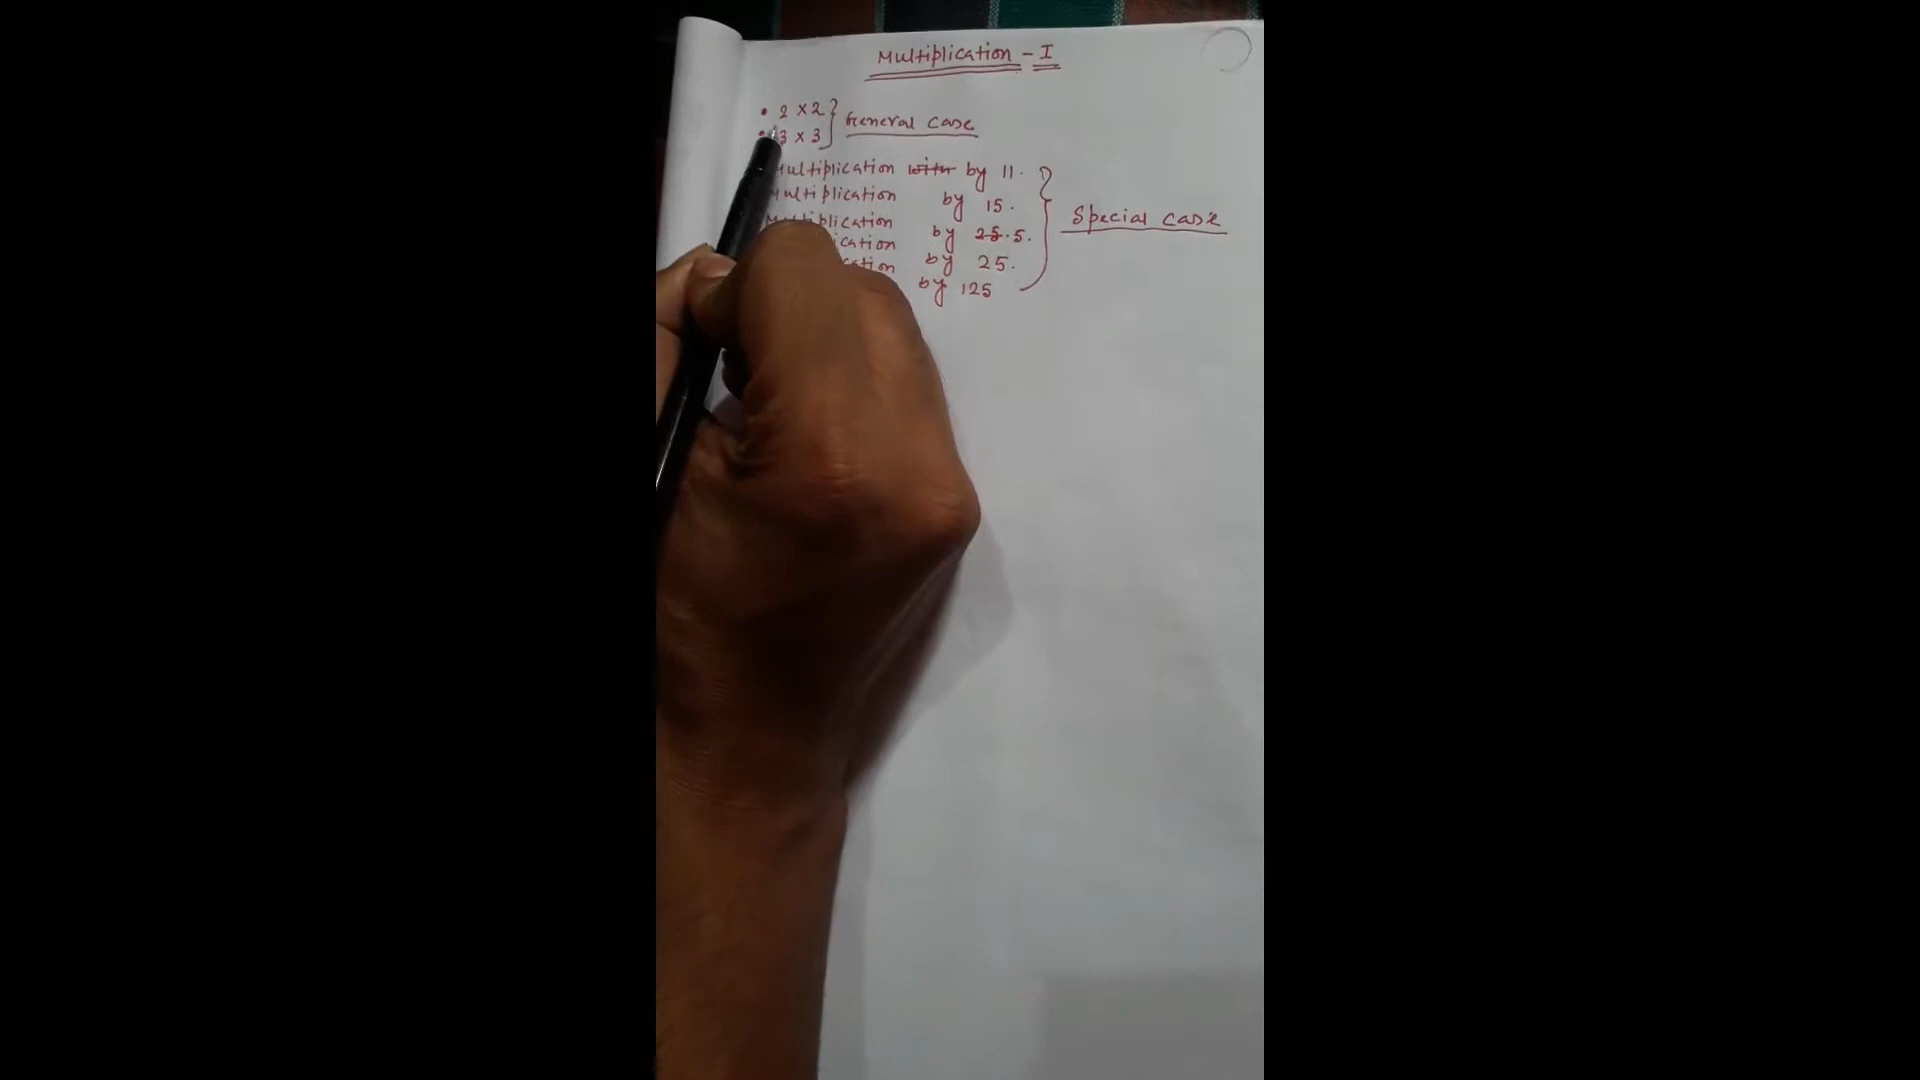 Multiplication - I
• 2 × 2 } General case
• 3 × 3
Multiplication with by 11.
Multiplication by 15.
Multiplication by 25. 5.
by 25.
by 125
Special case